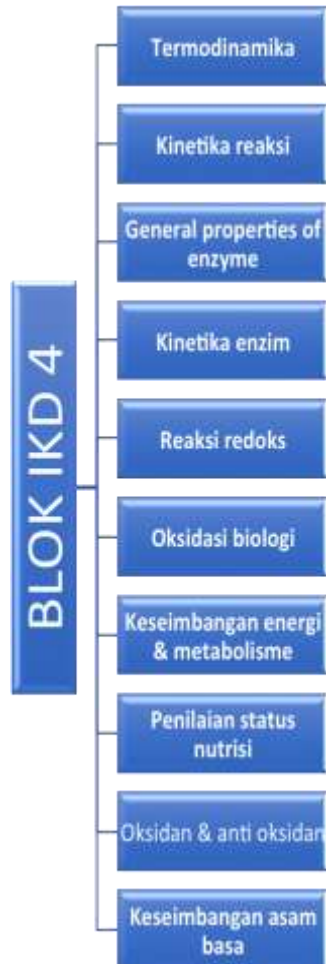 BLOK IKD 4
Termodinamika
Kinetika reaksi
General properties of
enzyme
Kinetika enzim
Reaksi redoks
Oksidasi biologi
Keseimbangan energi
& metabolisme
Penilaian status
nutrisi
Oksidan & anti oksidan
Keseimbangan asam
basa